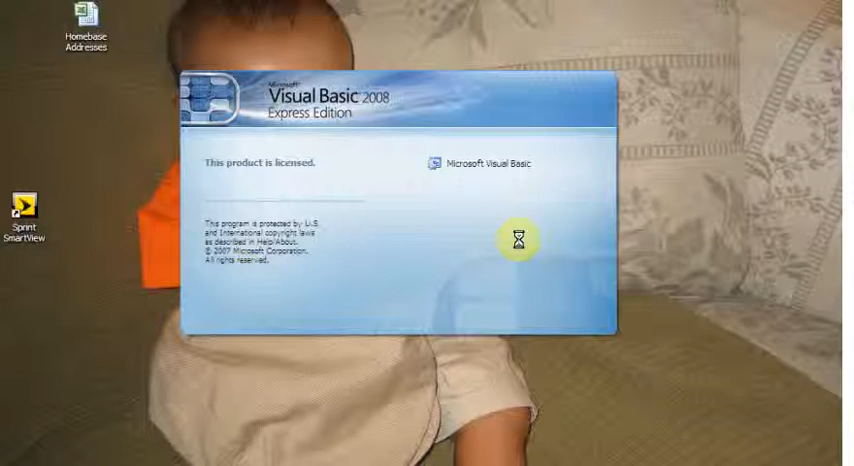 Homebase
Addresses
Microsoft
Visual Basic 2008
Express Edition
This product is licensed.
Microsoft Visual Basic
Sprint
SmartView
This program is protected by U.S.
and International copyright laws
as described in Help/About.
© 2007 Microsoft Corporation.
All rights reserved.